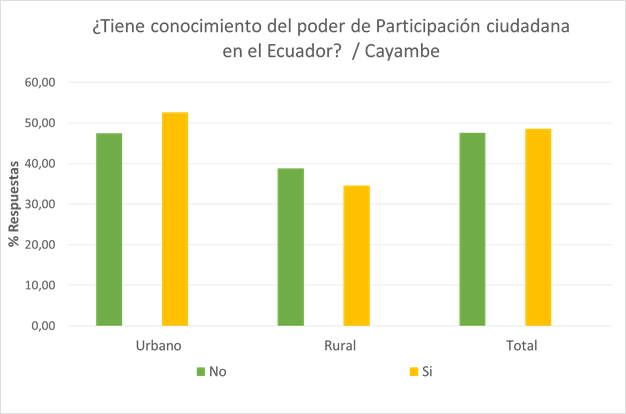 ¿Tiene conocimiento del poder de Participación ciudadana
en el Ecuador?  / Cayambe
% Respuestas
60,00
50,00
40,00
30,00
20,00
10,00
0,00
Urbano Rural Total
No Si